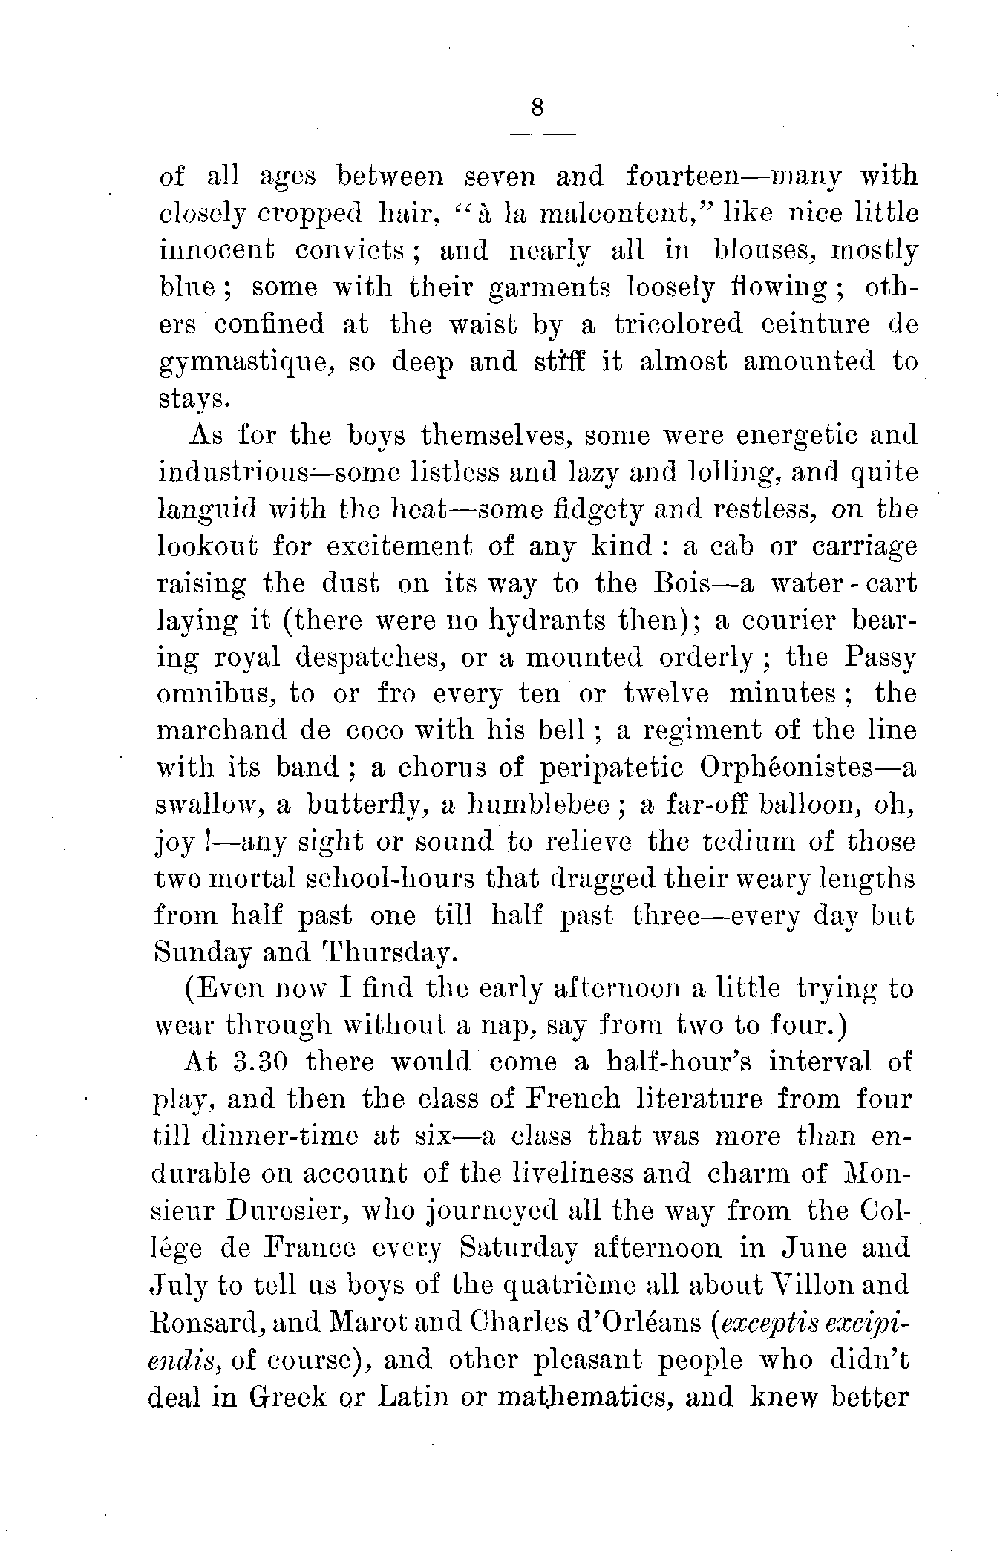 8
of all ages between seven and fourteen—many with
closely cropped hair, “à la malcontent,” like nice little
innocent convicts ; and nearly all in blouses, mostly
blue ; some with their garments loosely flowing ; oth-
ers confined at the waist by a tricolored ceinture de
gymnastique, so deep and stiff it almost amounted to
stays.
As for the boys themselves, some were energetic and
industrious—some listless and lazy and lolling, and quite
languid with the heat—some fidgety and restless, on the
lookout for excitement of any kind : a cab or carriage
raising the dust on its way to the Bois—a water-cart
laying it (there were no hydrants then); a courier bear-
ing royal despatches, or a mounted orderly ; the Passy
omnibus, to or fro every ten or twelve minutes ; the
marchand de coco with his bell ; a regiment of the line
with its band ; a chorus of peripatetic Orphéonistes—a
swallow, a butterfly, a humblebee ; a far-off balloon, oh,
joy !—any sight or sound to relieve the tedium of those
two mortal school-hours that dragged their weary lengths
from half past one till half past three—every day but
Sunday and Thursday.
(Even now I find the early afternoon a little trying to
wear through without a nap, say from two to four.)
At 3.30 there would come a half-hour’s interval of
play, and then the class of French literature from four
till dinner-time at six—a class that was more than en-
durable on account of the liveliness and charm of Mon-
sieur Durosier, who journeyed all the way from the Col-
lége de France every Saturday afternoon in June and
July to tell us boys of the quatrième all about Villon and
Ronsard, and Marot and Charles d’Orléans (exceptis excipi-
endis, of course), and other pleasant people who didn’t
deal in Greek or Latin or mathematics, and knew better